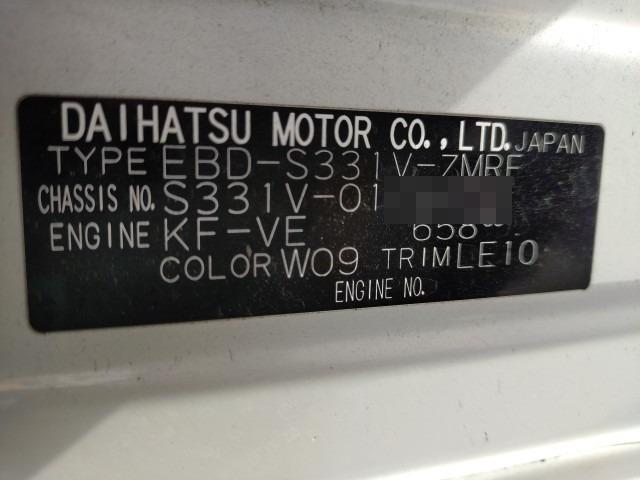 DAIHATSU MOTOR CO., LTD. JAPAN
TYPE EBD-S331V-ZMRF
CHASSIS NO. S331V-01
ENGINE KF-VE 658
COLOR W09 TRIM LE10
ENGINE NO.